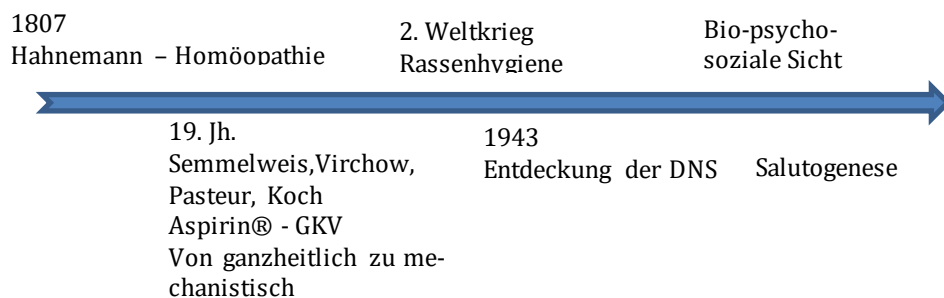 1807
Hahnemann – Homöopathie
2. Weltkrieg
Rassenhygiene
Bio-psycho-
soziale Sicht
19. Jh.
Semmelweis,Virchow,
Pasteur, Koch
Aspirin® - GKV
Von ganzheitlich zu me-
chanistisch
1943
Entdeckung der DNS
Salutogenese